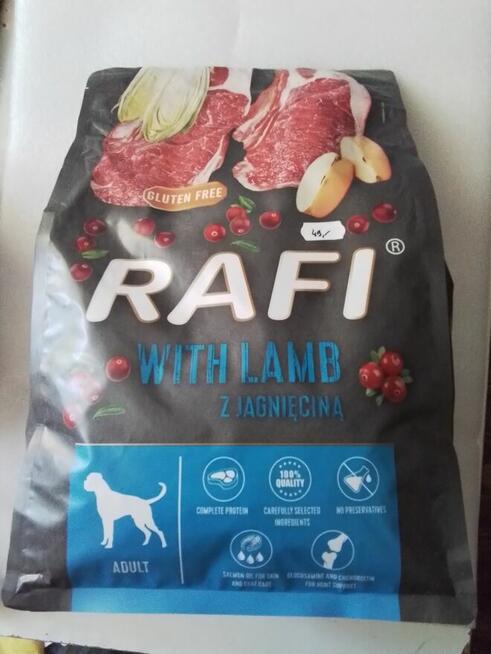 GLUTEN FREE
49,-
RAFI®
WITH LAMB
Z JAGNIĘCINĄ
100%
QUALITY
COMPLETE PROTEIN
CAREFULLY SELECTED
INGREDIENTS
NO PRESERVATIVES
ADULT
SALMON OIL FOR SKIN
AND COAT CARE
GLUCOSAMINE AND CHONDROITIN
FOR JOINT SUPPORT